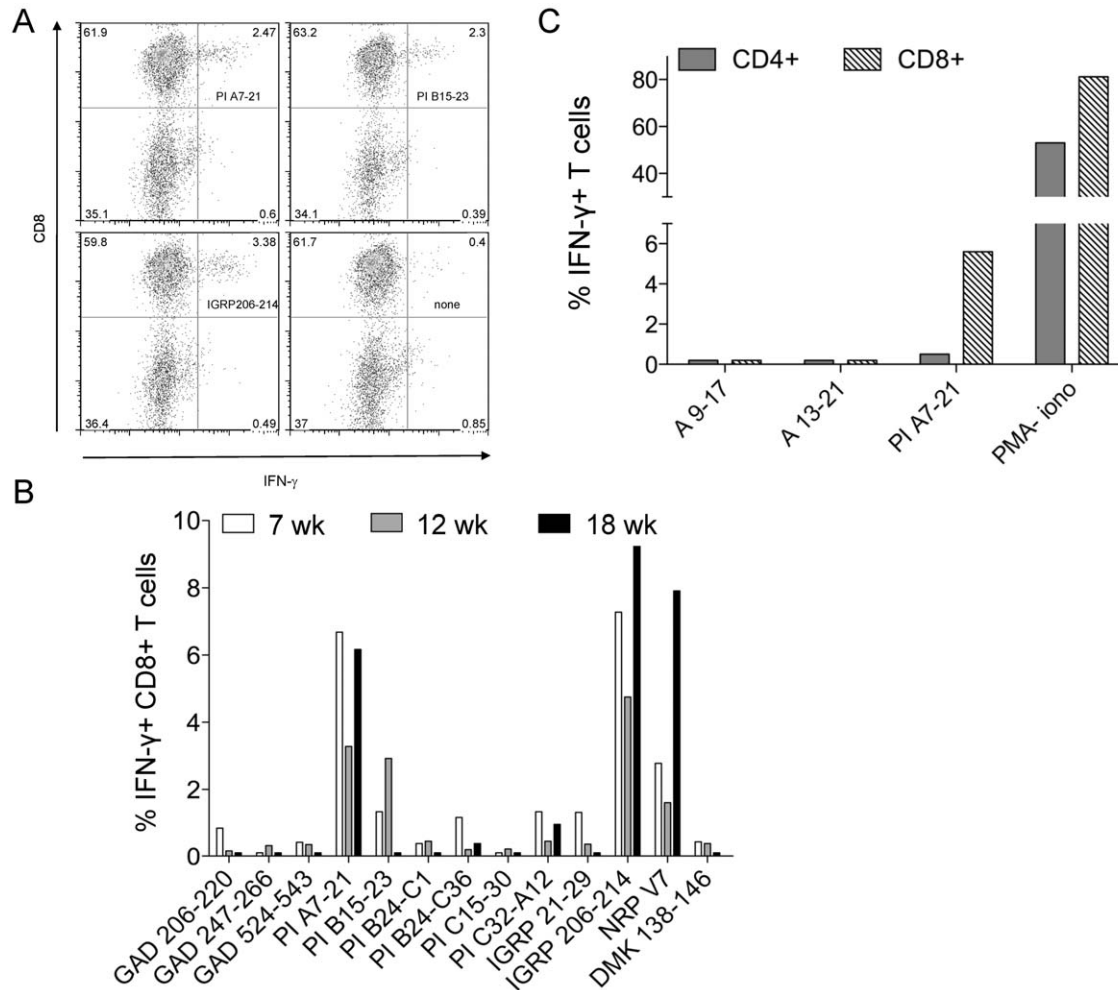 A
61.9 2.47
PI A7-21
35.1 0.6
63.2 2.3
PI B15-23
34.1 0.39
59.8 3.38
IGRP206-214
36.4 0.49
61.7 0.4
none
37 0.85
CD8
IFN-γ
B
7 wk 12 wk 18 wk
% IFN-γ+ CD8+ T cells
10
8
6
4
2
0
GAD 206-220
GAD 247-266
GAD 524-543
PI A7-21
PI B15-23
PI B24-C1
PI B24-C36
PI C15-30
PI C32-A12
IGRP 21-29
IGRP 206-214
NRP V7
DMK 138-146
C
CD4+ CD8+
% IFN-γ+ T cells
80
60
40
6
4
2
0
A 9-17
A 13-21
PI A7-21
PMA- iono